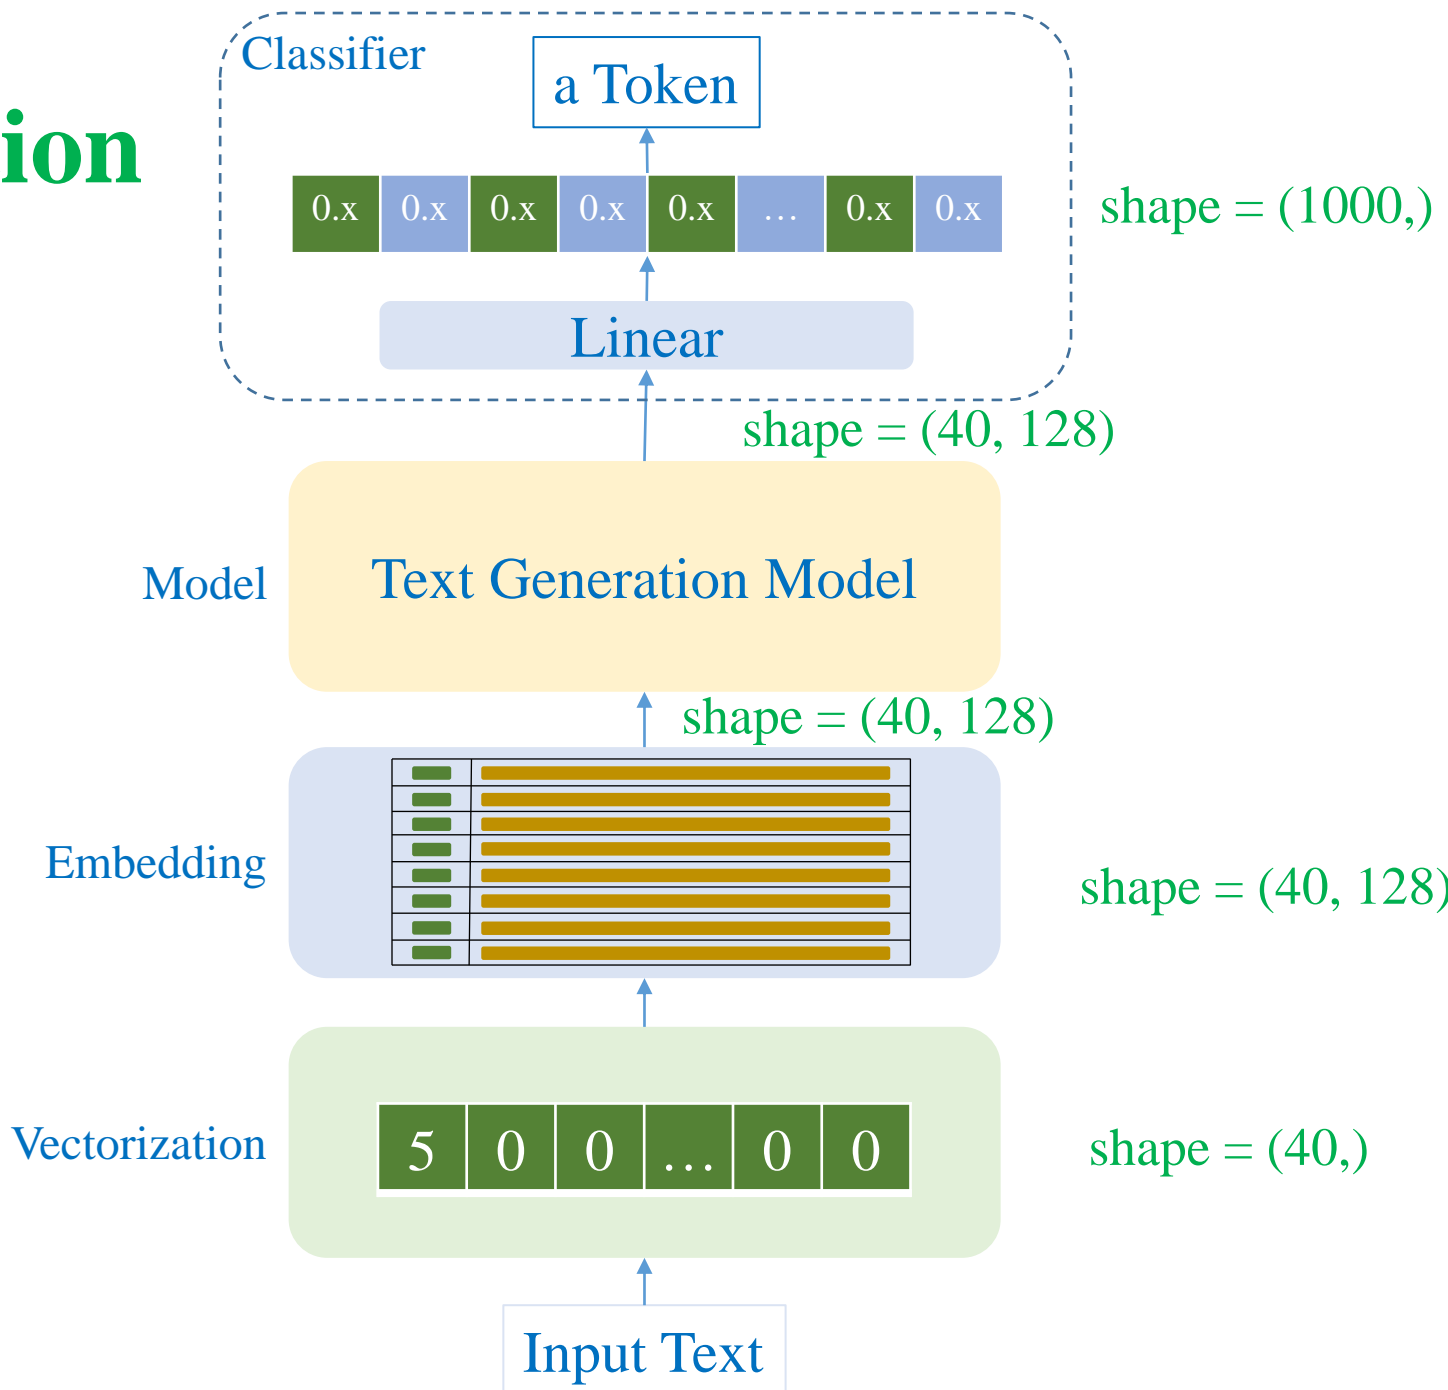 Classifier
a Token
ion
0.x 0.x 0.x 0.x 0.x … 0.x 0.x
shape = (1000,)
Linear
shape = (40, 128)
Model
Text Generation Model
shape = (40, 128)
Embedding
shape = (40, 128)
Vectorization
5 0 0 … 0 0
shape = (40,)
Input Text